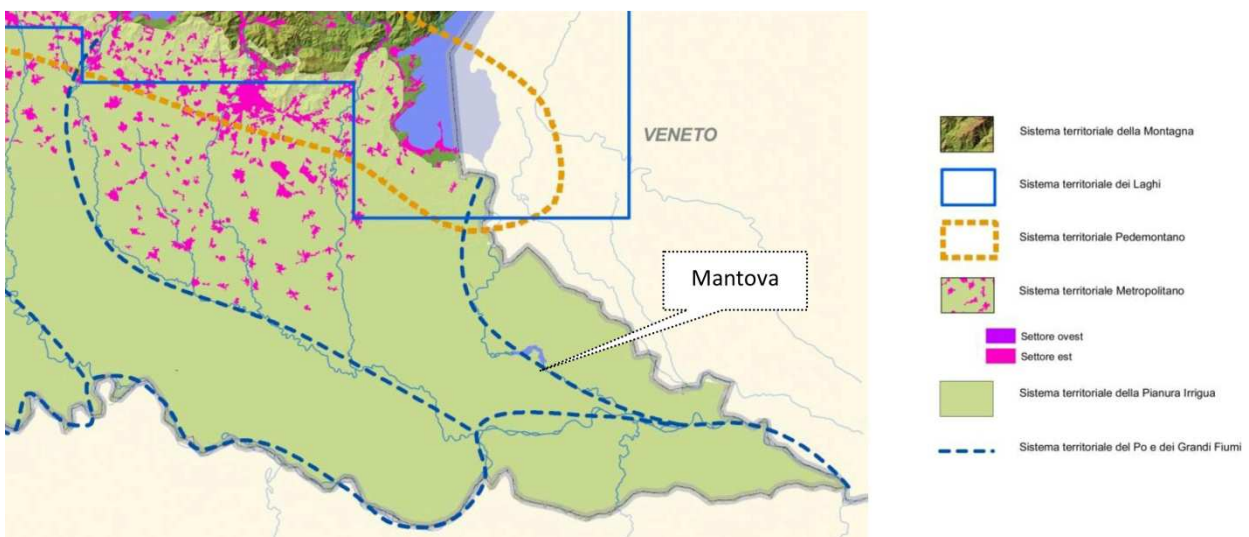 VENETO
Mantova
Sistema territoriale della Montagna
Sistema territoriale dei Laghi
Sistema territoriale Pedemontano
Sistema territoriale Metropolitano
Settore ovest
Settore est
Sistema territoriale della Pianura Irrigua
Sistema territoriale del Po e dei Grandi Fiumi